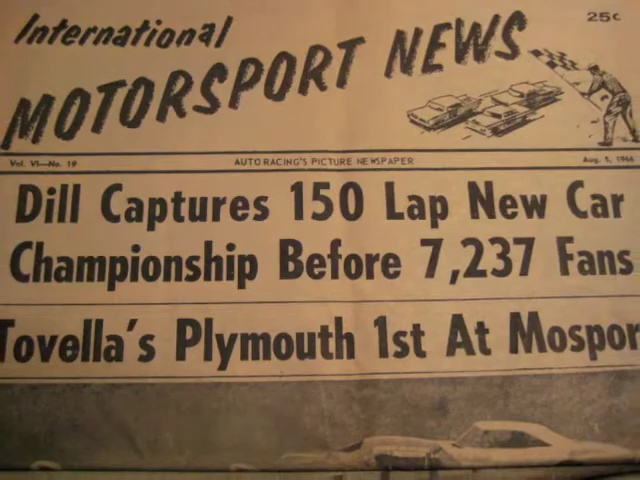 International
25c
MOTORSPORT NEWS
Vol. VI—No. 19
AUTO RACING'S PICTURE NEWSPAPER
Aug. 5, 1966
Dill Captures 150 Lap New Car
Championship Before 7,237 Fans
Tovella's Plymouth 1st At Mospor